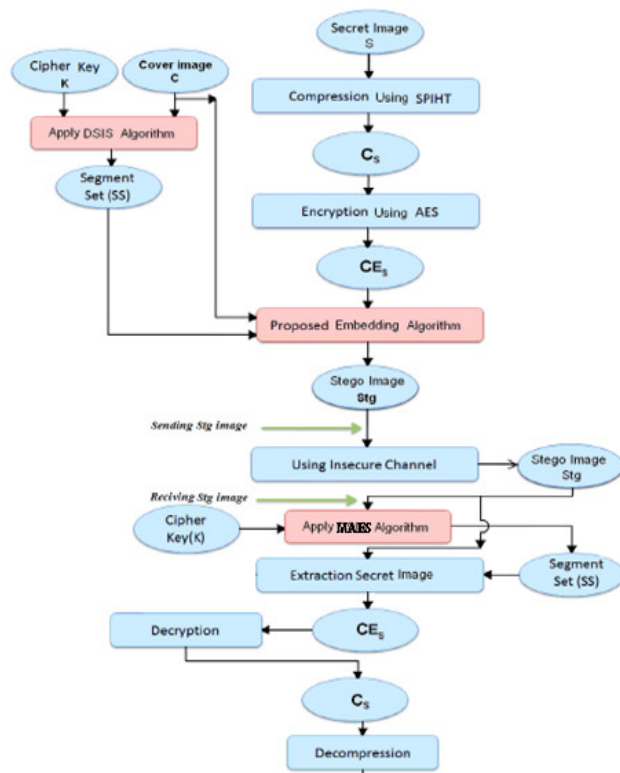 Secret Image
S
Cipher Key
K
Cover image
C
Compression Using SPIHT
Apply DSIS Algorithm
Cs
Segment
Set (SS)
Encryption Using AES
CEs
Proposed Embedding Algorithm
Stego Image
Stg
Sending Stg image
Using Insecure Channel
Stego Image
Stg
Reciving Stg image
Cipher
Key(K)
Apply MAES Algorithm
Extraction Secret Image
Segment
Set (SS)
Decryption
CEs
Cs
Decompression